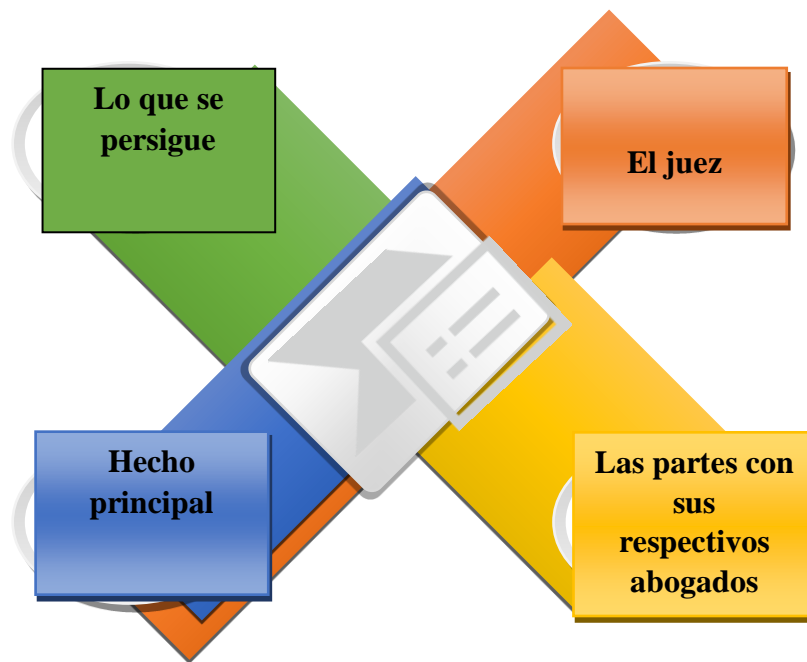 Lo que se
persigue
El juez
Hecho
principal
Las partes con
sus
respectivos
abogados